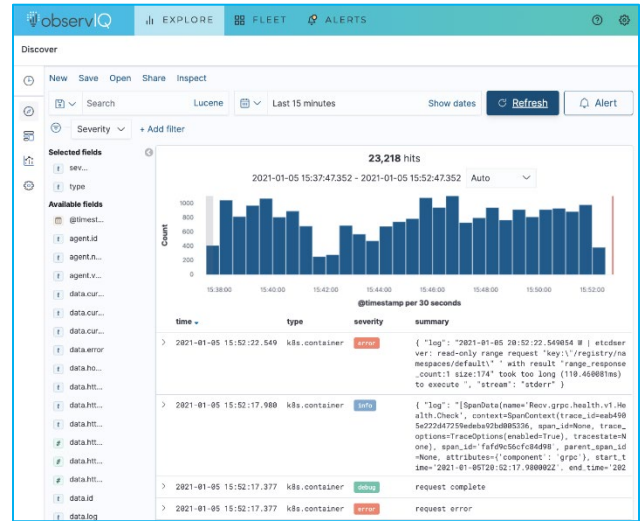 observIQ EXPLORE FLEET ALERTS
Discover
New Save Open Share Inspect
Search Lucene Last 15 minutes Show dates Refresh Alert
Severity + Add filter
Selected fields
t sev...
t type
Available fields
@timest...
t agent.id
t agent.n...
t agent.v...
t data.cur...
t data.cur...
t data.cur...
t data.error
t data.ho...
t data.htt...
t data.htt...
t data.htt...
# data.htt...
# data.htt...
# data.htt...
t data.id
t data.log
23,218 hits
2021-01-05 15:37:47.352 - 2021-01-05 15:52:47.352 Auto
Count
1000
800
600
400
200
0
15:38:00 15:40:00 15:42:00 15:44:00 15:46:00 15:48:00 15:50:00 15:52:00
@timestamp per 30 seconds
time type severity summary
2021-01-05 15:52:22.549 k8s.container error { "log": "2021-01-05 20:52:22.549054 W | etcdser
ver: read-only range request "key:\"/registry/na
mespaces/default\" " with result "range_response
_count:1 size:174" took too long (110.460081ms)
to execute ", "stream": "stderr" }
2021-01-05 15:52:17.980 k8s.container info { "log": "[SpanData(name='Recv.grpc.health.v1.He
alth.Check', context=SpanContext(trace_id=eab490
5e222d47259edeba92bd005336, span_id=None, trace_
options=TraceOptions(enabled=True), tracestate=N
one), span_id='fafd9c56cfc84d98', parent_span_id
=None, attributes={'component': 'grpc'}, start_t
ime='2021-01-05T20:52:17.980002Z', end_time='202
2021-01-05 15:52:17.377 k8s.container debug request complete
2021-01-05 15:52:17.377 k8s.container error request error